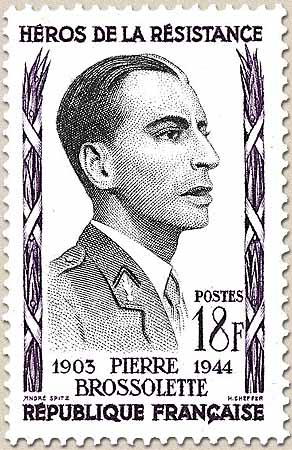 HÉROS DE LA RÉSISTANCE
POSTES
18F
1903 PIERRE 1944
BROSSOLETTE
ANDRÉ SPITZ H. CHEFFER
RÉPUBLIQUE FRANÇAISE